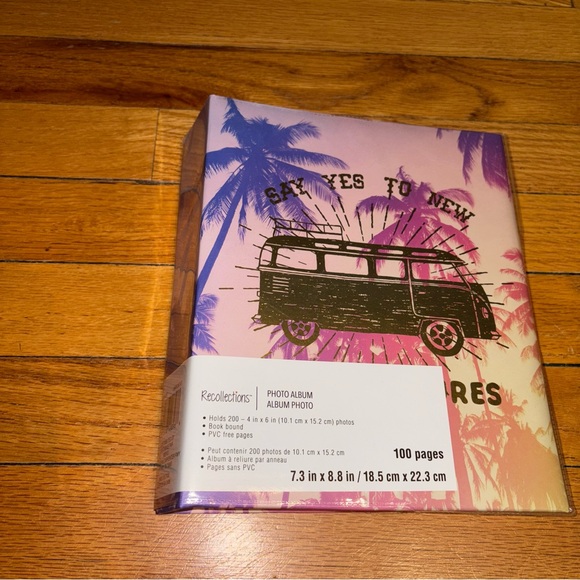 SAY YES TO NEW
RES
Recollections™
PHOTO ALBUM
ALBUM PHOTO
• Holds 200 – 4 in x 6 in (10.1 cm x 15.2 cm) photos
• Book bound
• PVC free pages
• Peut contenir 200 photos de 10.1 cm x 15.2 cm
• Album à reliure par anneau
• Pages sans PVC
100 pages
7.3 in x 8.8 in / 18.5 cm x 22.3 cm